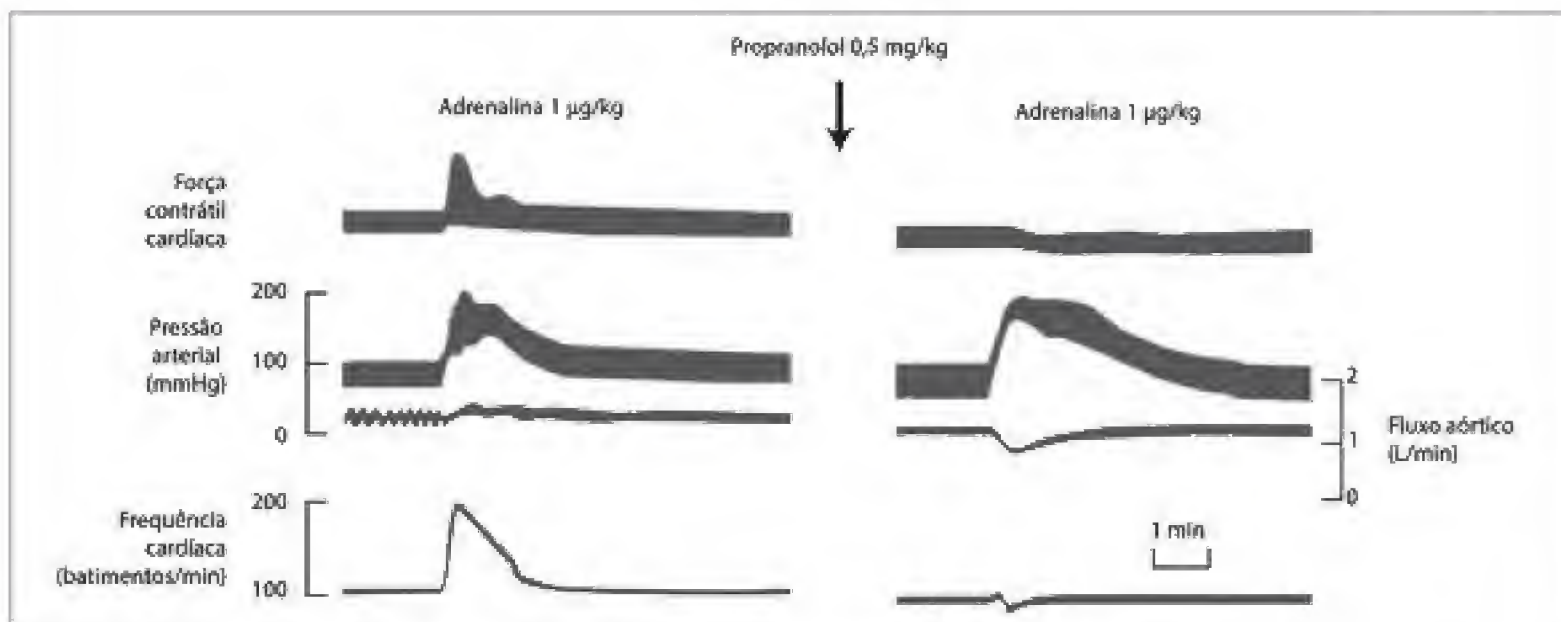 Propranolol 0,5 mg/kg
Adrenalina 1 µg/kg
Adrenalina 1 µg/kg
Força
contrátil
cardíaca
Pressão
arterial
(mmHg)
200
100
0
2
1
0
Fluxo aórtico
(L/min)
Frequência
cardíaca
(batimentos/min)
200
100
1 min